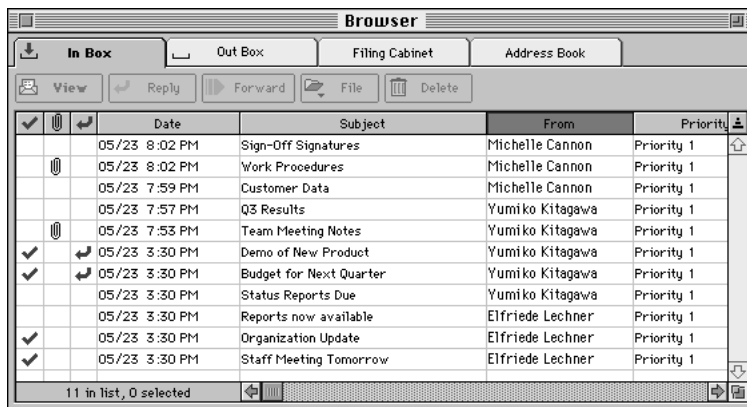 Browser
In Box Out Box Filing Cabinet Address Book
View Reply Forward File Delete
Date Subject From Priority
05/23 8:02 PM Sign-Off Signatures Michelle Cannon Priority 1
05/23 8:02 PM Work Procedures Michelle Cannon Priority 1
05/23 7:59 PM Customer Data Michelle Cannon Priority 1
05/23 7:57 PM Q3 Results Yumiko Kitagawa Priority 1
05/23 7:53 PM Team Meeting Notes Yumiko Kitagawa Priority 1
05/23 3:30 PM Demo of New Product Yumiko Kitagawa Priority 1
05/23 3:30 PM Budget for Next Quarter Yumiko Kitagawa Priority 1
05/23 3:30 PM Status Reports Due Yumiko Kitagawa Priority 1
05/23 3:30 PM Reports now available Elfriede Lechner Priority 1
05/23 3:30 PM Organization Update Elfriede Lechner Priority 1
05/23 3:30 PM Staff Meeting Tomorrow Elfriede Lechner Priority 1
11 in list, 0 selected